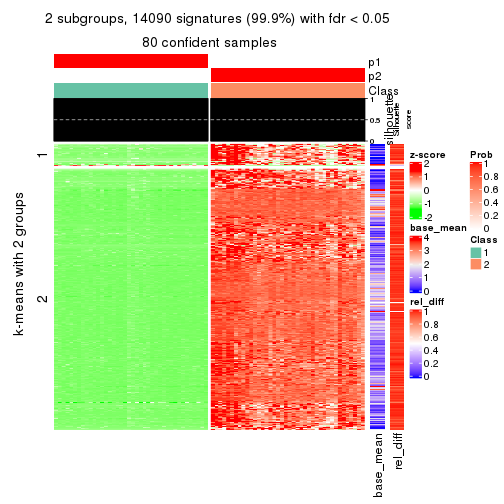 2 subgroups, 14090 signatures (99.9%) with fdr < 0.05
80 confident samples
p1
p2
Class
silhouette
Silhouette
score
1
0.5
0
k-means with 2 groups
1
2
z-score
2
1
0
-1
-2
base_mean
4
3
2
1
0
rel_diff
1
0.8
0.6
0.4
0.2
0
Prob
1
0.8
0.6
0.4
0.2
0
Class
1
2
base_mean
rel_diff